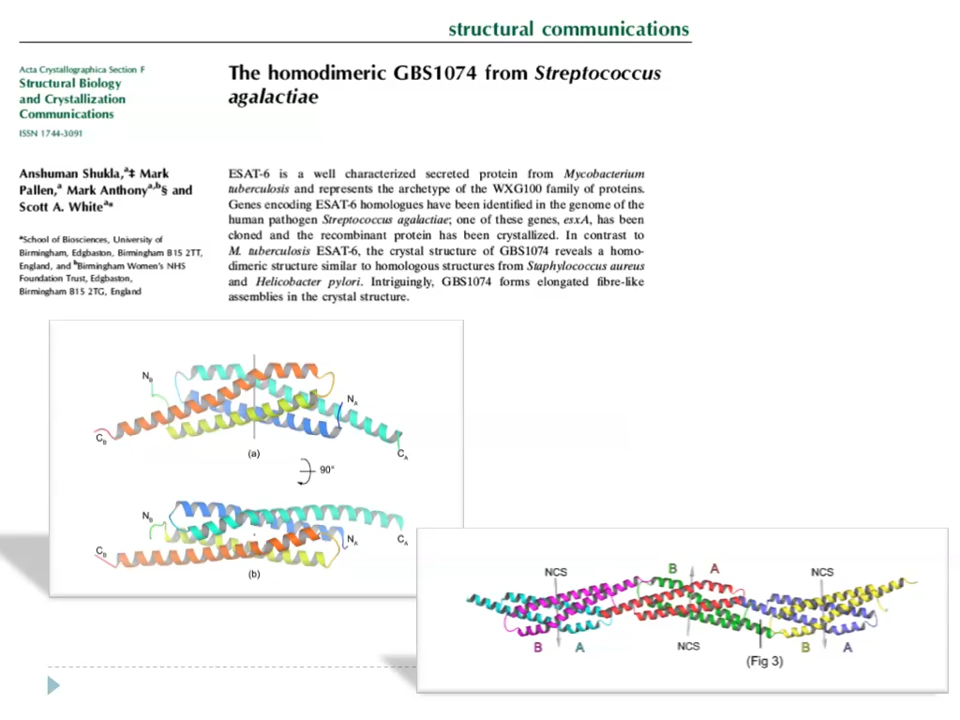 structural communications
Acta Crystallographica Section F
Structural Biology
and Crystallization
Communications
ISSN 1744-3091
The homodimeric GBS1074 from Streptococcus
agalactiae
Anshuman Shukla,a‡ Mark
Pallen,a Mark Anthonya,b§ and
Scott A. Whitea*
aSchool of Biosciences, University of
Birmingham, Edgbaston, Birmingham B15 2TT,
England, and bBirmingham Women's NHS
Foundation Trust, Edgbaston,
Birmingham B15 2TG, England
ESAT-6 is a well characterized secreted protein from Mycobacterium
tuberculosis and represents the archetype of the WXG100 family of proteins.
Genes encoding ESAT-6 homologues have been identified in the genome of the
human pathogen Streptococcus agalactiae; one of these genes, esxA, has been
cloned and the recombinant protein has been crystallized. In contrast to
M. tuberculosis ESAT-6, the crystal structure of GBS1074 reveals a homo-
dimeric structure similar to homologous structures from Staphylococcus aureus
and Helicobacter pylori. Intriguingly, GBS1074 forms elongated fibre-like
assemblies in the crystal structure.
NB
NA
CB
CA
(a)
90°
NB
NA
CA
CB
(b)
NCS
B
A
NCS
B
A
NCS
B
A
(Fig 3)